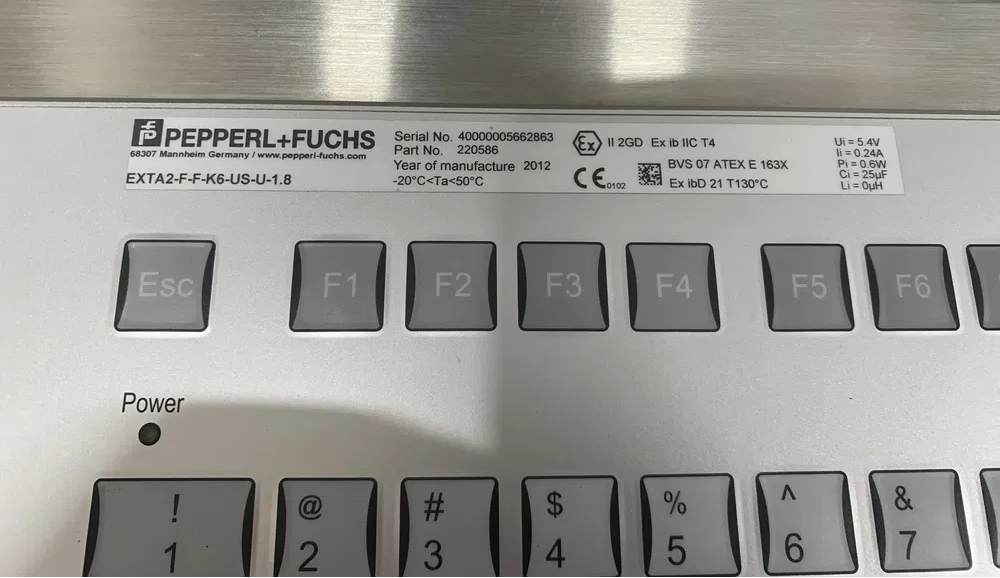 PEPPERL+FUCHS
68307 Mannheim Germany / www.pepperl-fuchs.com
EXTA2-F-F-K6-US-U-1.8
Serial No. 40000005662863
Part No. 220586
Year of manufacture 2012
-20°C<Ta<50°C
Ex II 2GD Ex ib IIC T4
CE 0102
BVS 07 ATEX E 163X
Ex ibD 21 T130°C
Ui = 5.4V
Ii = 0.24A
Pi = 0.6W
Ci = 25µF
Li = 0µH
Esc F1 F2 F3 F4 F5 F6
Power
! @ # $ % ^ &
1 2 3 4 5 6 7